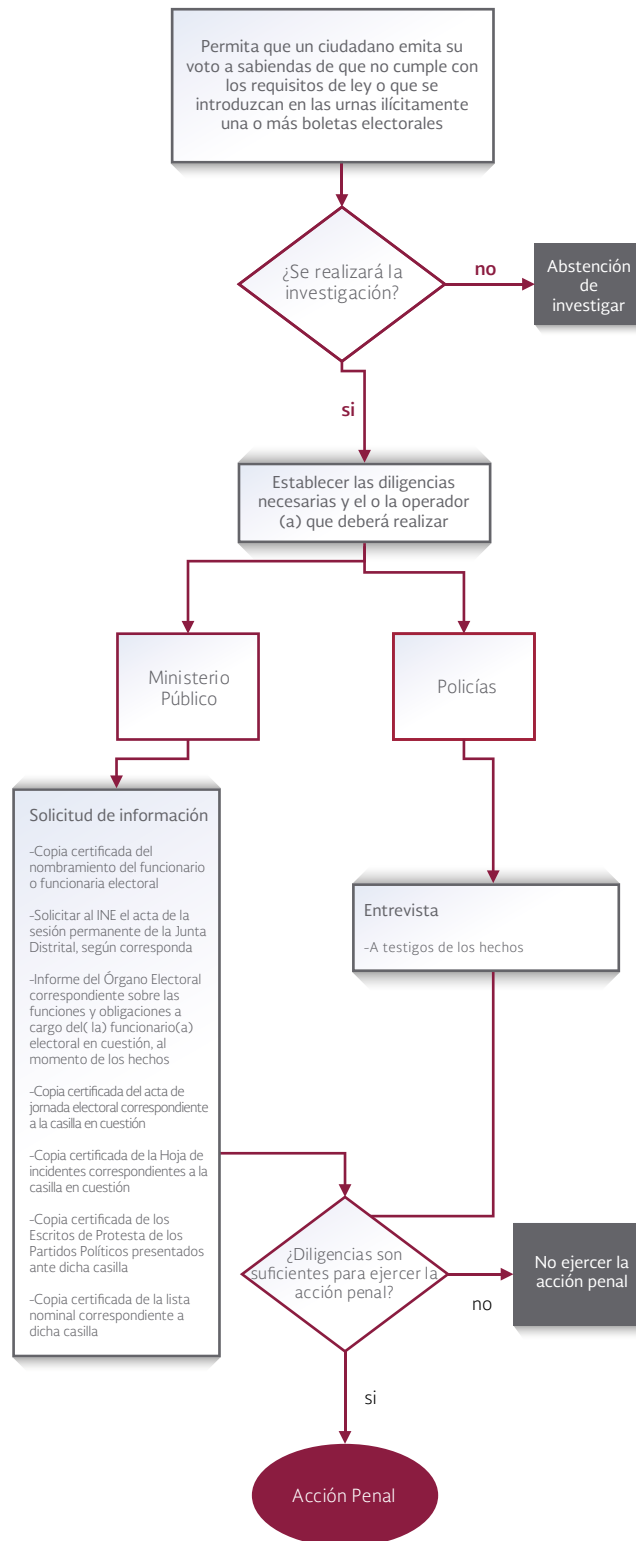 Permita que un ciudadano emita su
voto a sabiendas de que no cumple con
los requisitos de ley o que se
introduzcan en las urnas ilícitamente
una o más boletas electorales
¿Se realizará la
investigación?
no
Abstención
de
investigar
si
Establecer las diligencias
necesarias y el o la operador
(a) que deberá realizar
Ministerio
Público
Policías
Solicitud de información
-Copia certificada del
nombramiento del funcionario
o funcionaria electoral
-Solicitar al INE el acta de la
sesión permanente de la Junta
Distrital, según corresponda
-Informe del Órgano Electoral
correspondiente sobre las
funciones y obligaciones a
cargo del( la) funcionario(a)
electoral en cuestión, al
momento de los hechos
-Copia certificada del acta de
jornada electoral correspondiente
a la casilla en cuestión
-Copia certificada de la Hoja de
incidentes correspondientes a la
casilla en cuestión
-Copia certificada de los
Escritos de Protesta de los
Partidos Políticos presentados
ante dicha casilla
-Copia certificada de la lista
nominal correspondiente a
dicha casilla
Entrevista
-A testigos de los hechos
¿Diligencias son
suficientes para ejercer la
acción penal?
no
No ejercer la
acción penal
si
Acción Penal